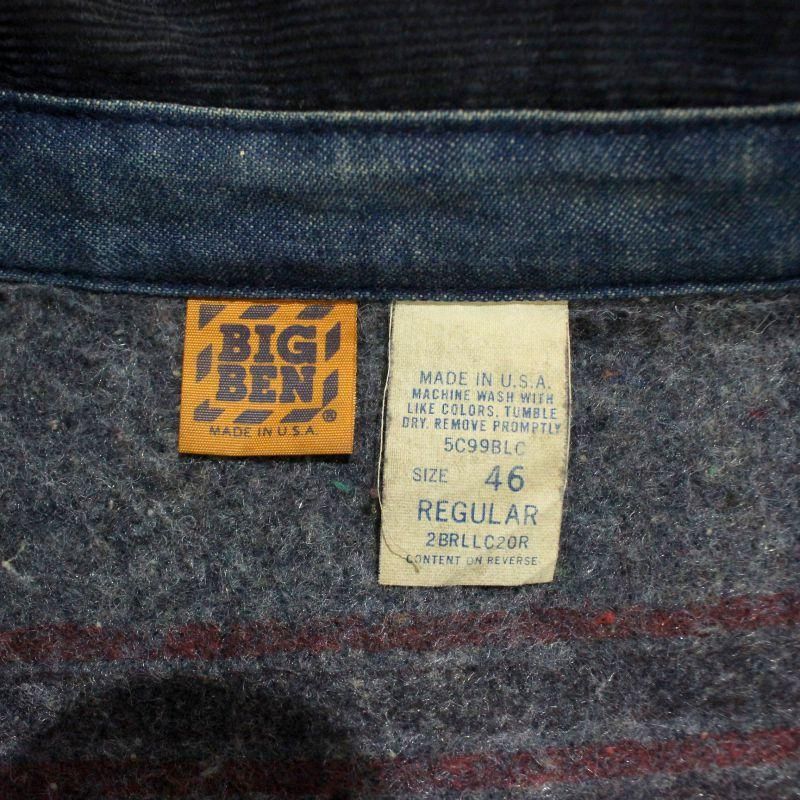 BIG
BEN
®
MADE IN U.S.A.
MADE IN U.S.A.
MACHINE WASH WITH
LIKE COLORS. TUMBLE
DRY. REMOVE PROMPTLY
5C99BLC
SIZE 46
REGULAR
2BRLLC20R
CONTENT ON REVERSE